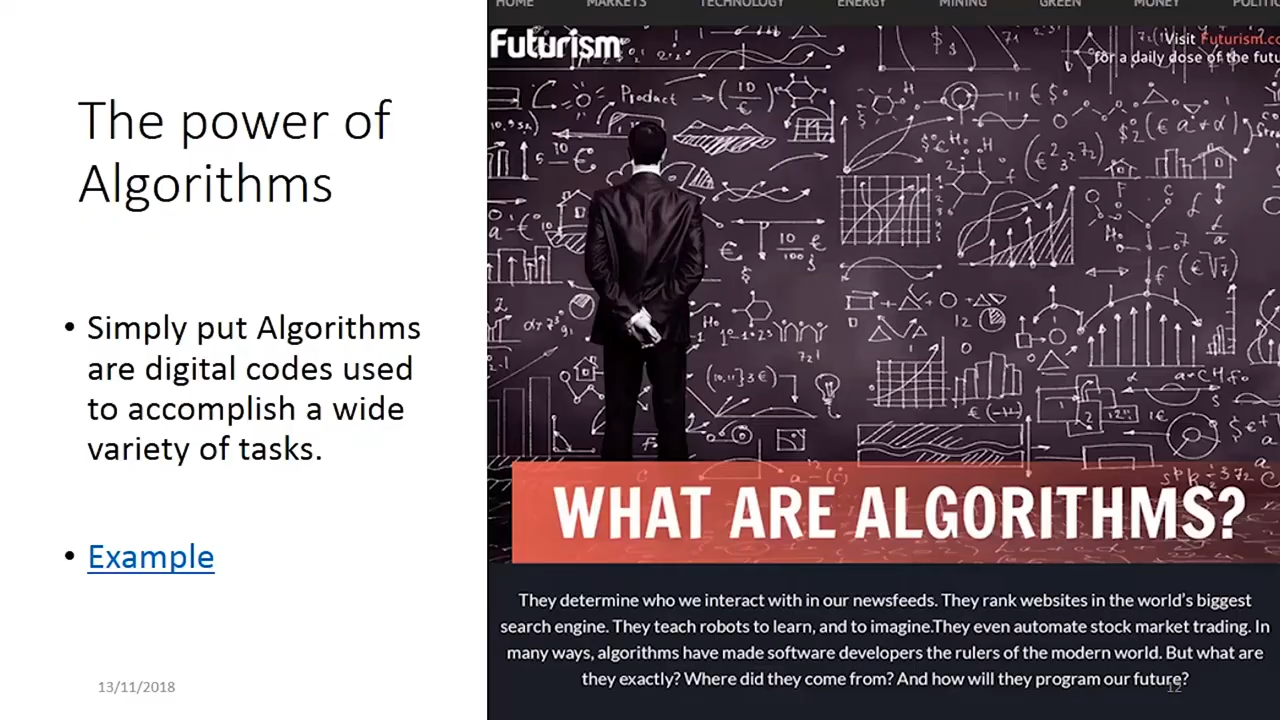 The power of
Algorithms
• Simply put Algorithms
are digital codes used
to accomplish a wide
variety of tasks.
• Example
13/11/2018
HOME MARKETS TECHNOLOGY ENERGY MINING GREEN MONEY
Futurism
Visit Futurism.co
for a daily dose of the futu
Product
WHAT ARE ALGORITHMS?
They determine who we interact with in our newsfeeds. They rank websites in the world's biggest
search engine. They teach robots to learn, and to imagine.They even automate stock market trading. In
many ways, algorithms have made software developers the rulers of the modern world. But what are
they exactly? Where did they come from? And how will they program our future?
12